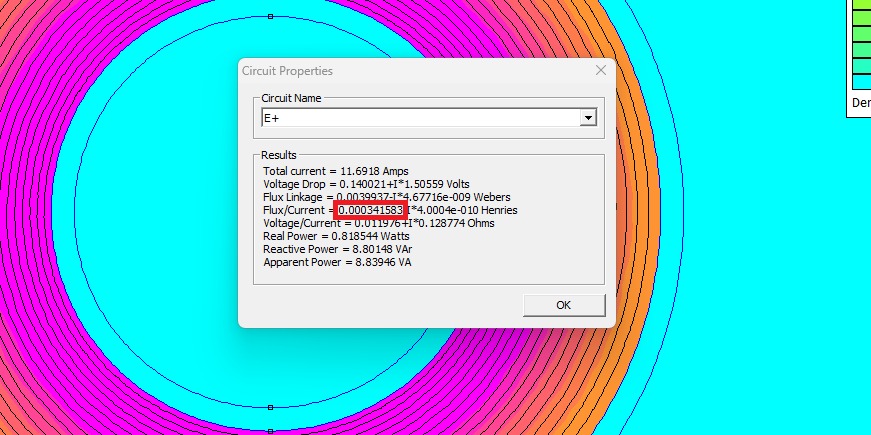 Circuit Properties
Circuit Name
E+
Results
Total current = 11.6918 Amps
Voltage Drop = 0.140021+I*1.50559 Volts
Flux Linkage = 0.0039937-I*4.67716e-009 Webers
Flux/Current = 0.000341583-I*4.0004e-010 Henries
Voltage/Current = 0.011976+I*0.128774 Ohms
Real Power = 0.818544 Watts
Reactive Power = 8.80148 VAr
Apparent Power = 8.83946 VA
OK